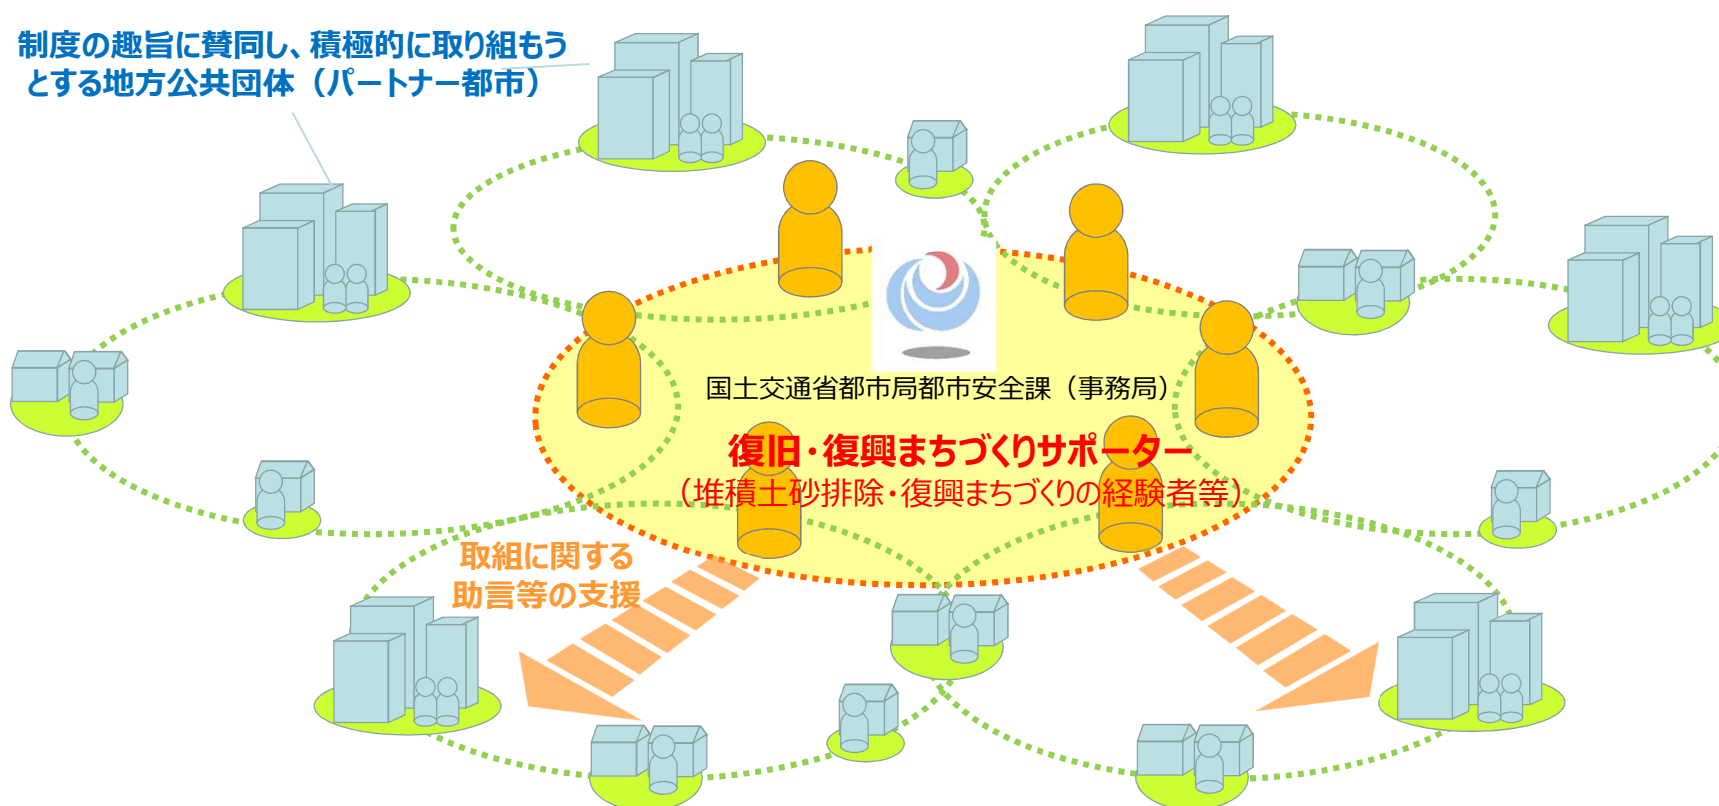 制度の趣旨に賛同し、積極的に取り組もう
とする地方公共団体（パートナー都市）
国土交通省都市局都市安全課（事務局）
復旧・復興まちづくりサポーター
（堆積土砂排除・復興まちづくりの経験者等）
取組に関する
助言等の支援